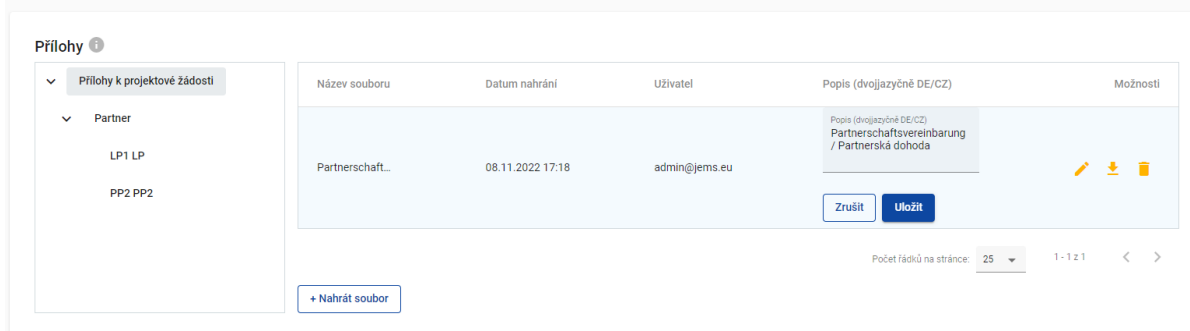 Přílohy
Přílohy k projektové žádosti
Partner
LP1 LP
PP2 PP2
Název souboru Datum nahrání Uživatel Popis (dvojjazyčně DE/CZ) Možnosti
Popis (dvojjazyčně DE/CZ)
Partnerschaftsvereinbarung
/ Partnerská dohoda
Partnerschaft... 08.11.2022 17:18 admin@jems.eu
Zrušit Uložit
Počet řádků na stránce: 25 1 - 1 z 1
+ Nahrát soubor